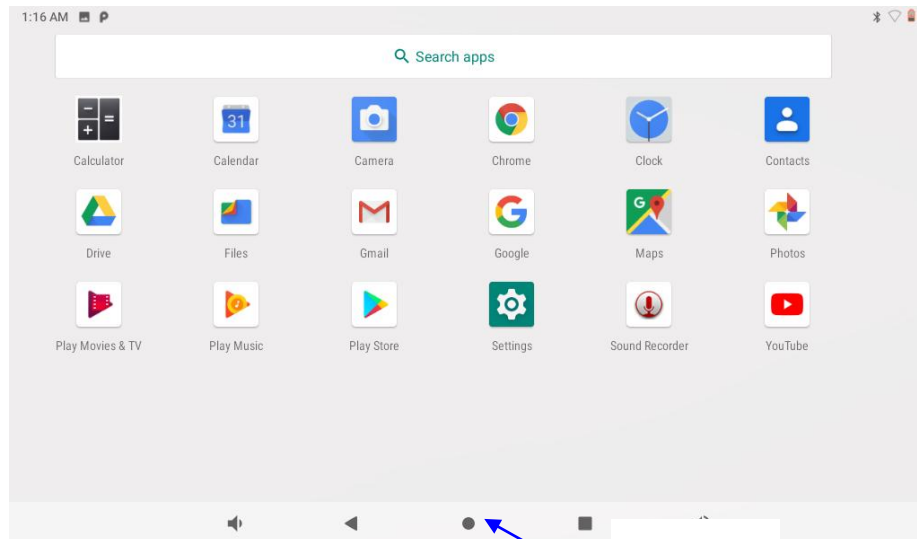 1:16 AM
Search apps
31
Calculator Calendar Camera Chrome Clock Contacts
G
Drive Files Gmail Google Maps Photos
Play Movies & TV Play Music Play Store Settings Sound Recorder YouTube